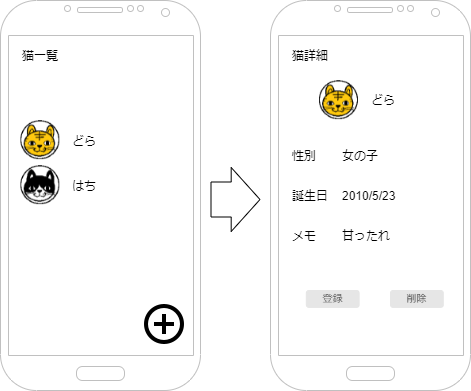 猫一覧
どら
はち
猫詳細
どら
性別 女の子
誕生日 2010/5/23
メモ 甘ったれ
登録 削除